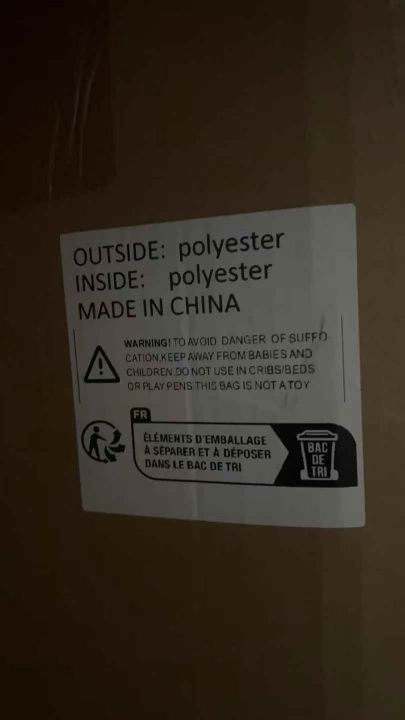 OUTSIDE: polyester
INSIDE: polyester
MADE IN CHINA
WARNING! TO AVOID DANGER OF SUFFO-
CATION,KEEP AWAY FROM BABIES AND
CHILDREN.DO NOT USE IN CRIBS/BEDS
OR PLAY PENS.THIS BAG IS NOT A TOY
FR
ÉLÉMENTS D'EMBALLAGE
À SÉPARER ET À DÉPOSER
DANS LE BAC DE TRI
BAC
DE
TRI